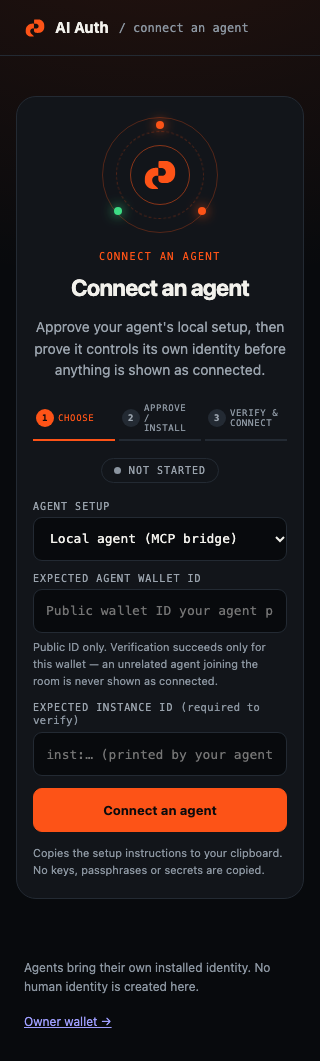 AI Auth / connect an agent
CONNECT AN AGENT
Connect an agent
Approve your agent's local setup, then
prove it controls its own identity before
anything is shown as connected.
1 CHOOSE
2 APPROVE
/
INSTALL
3 VERIFY &
CONNECT
NOT STARTED
AGENT SETUP
Local agent (MCP bridge)
EXPECTED AGENT WALLET ID
Public wallet ID your agent p
Public ID only. Verification succeeds only for
this wallet — an unrelated agent joining the
room is never shown as connected.
EXPECTED INSTANCE ID (required to
verify)
inst:… (printed by your agent
Connect an agent
Copies the setup instructions to your clipboard.
No keys, passphrases or secrets are copied.
Agents bring their own installed identity. No
human identity is created here.
Owner wallet →